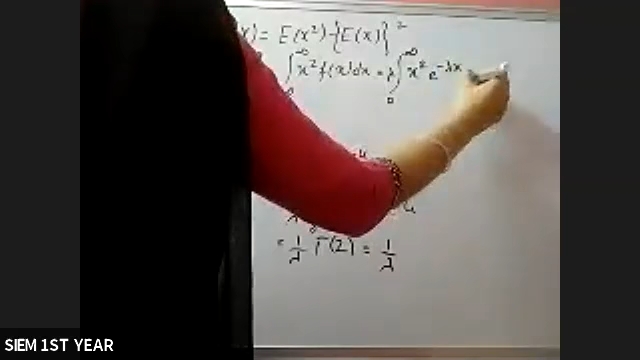 x) = E(x²) - {E(x)}²
∫ x² f(x) dx = λ ∫₀^∞ x² e^-λx
= 1/λ Γ(2) = 1/λ
SIEM 1ST YEAR